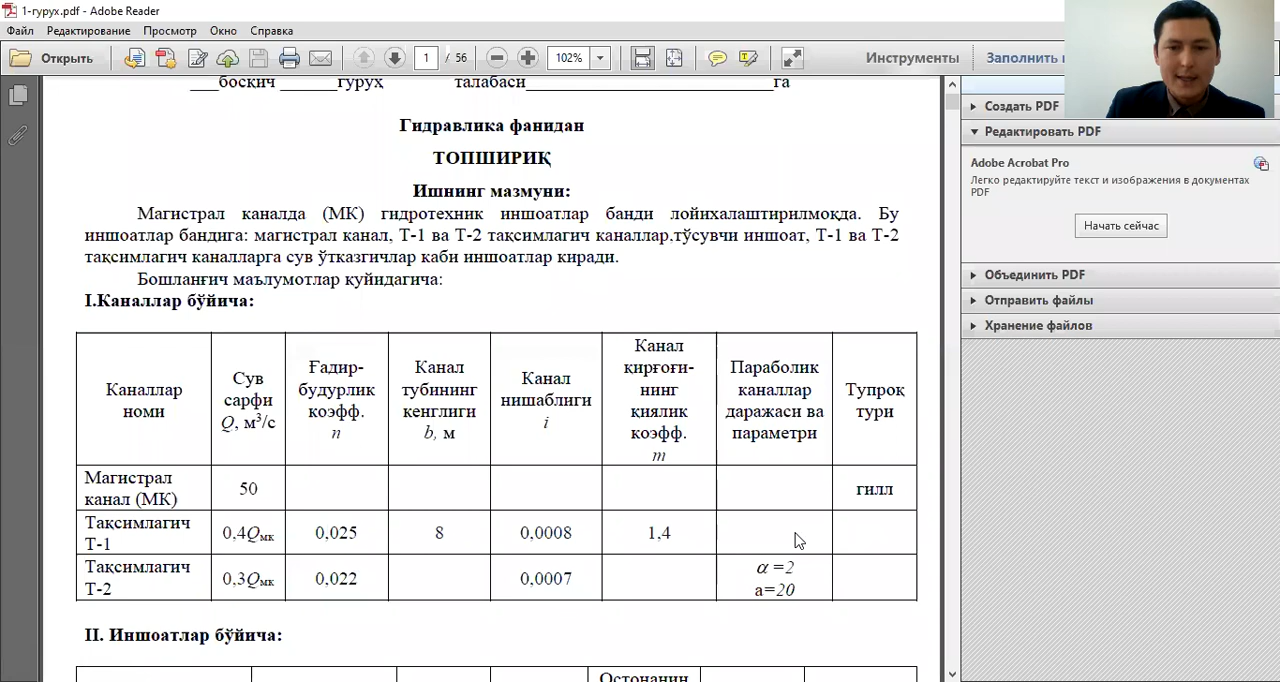 1-гурух.pdf - Adobe Reader
Файл Редактирование Просмотр Окно Справка
Открыть 1 / 56 102% Инструменты Заполнить
___босқич ______гуруҳ талабаси_________________________га
Гидравлика фанидан
ТОПШИРИҚ
Ишнинг мазмуни:
Магистрал каналда (МК) гидротехник иншоатлар банди лойихалаштирилмоқда. Бу
иншоатлар бандига: магистрал канал, Т-1 ва Т-2 тақсимлагич каналлар,тўсувчи иншоат, Т-1 ва Т-2
тақсимлагич каналларга сув ўтказгичлар каби иншоатлар киради.
Бошланғич маълумотлар қуйидагича:
I.Каналлар бўйича:
Каналлар
номи
Сув
сарфи
Q, м³/с
Ғадир-
будурлик
коэфф.
n
Канал
тубининг
кенглиги
b, м
Канал
нишаблиги
i
Канал
қирғоғи-
нинг
қиялик
коэфф.
m
Параболик
каналлар
даражаси ва
параметри
Тупроқ
тури
Магистрал
канал (МК)
50
гилл
Тақсимлагич
Т-1
0,4Qмк
0,025
8
0,0008
1,4
Тақсимлагич
Т-2
0,3Qмк
0,022
0,0007
α =2
a=20
II. Иншоатлар бўйича:
Остонанин
Создать PDF
Редактировать PDF
Adobe Acrobat Pro
Легко редактируйте текст и изображения в документах
PDF
Начать сейчас
Объединить PDF
Отправить файлы
Хранение файлов